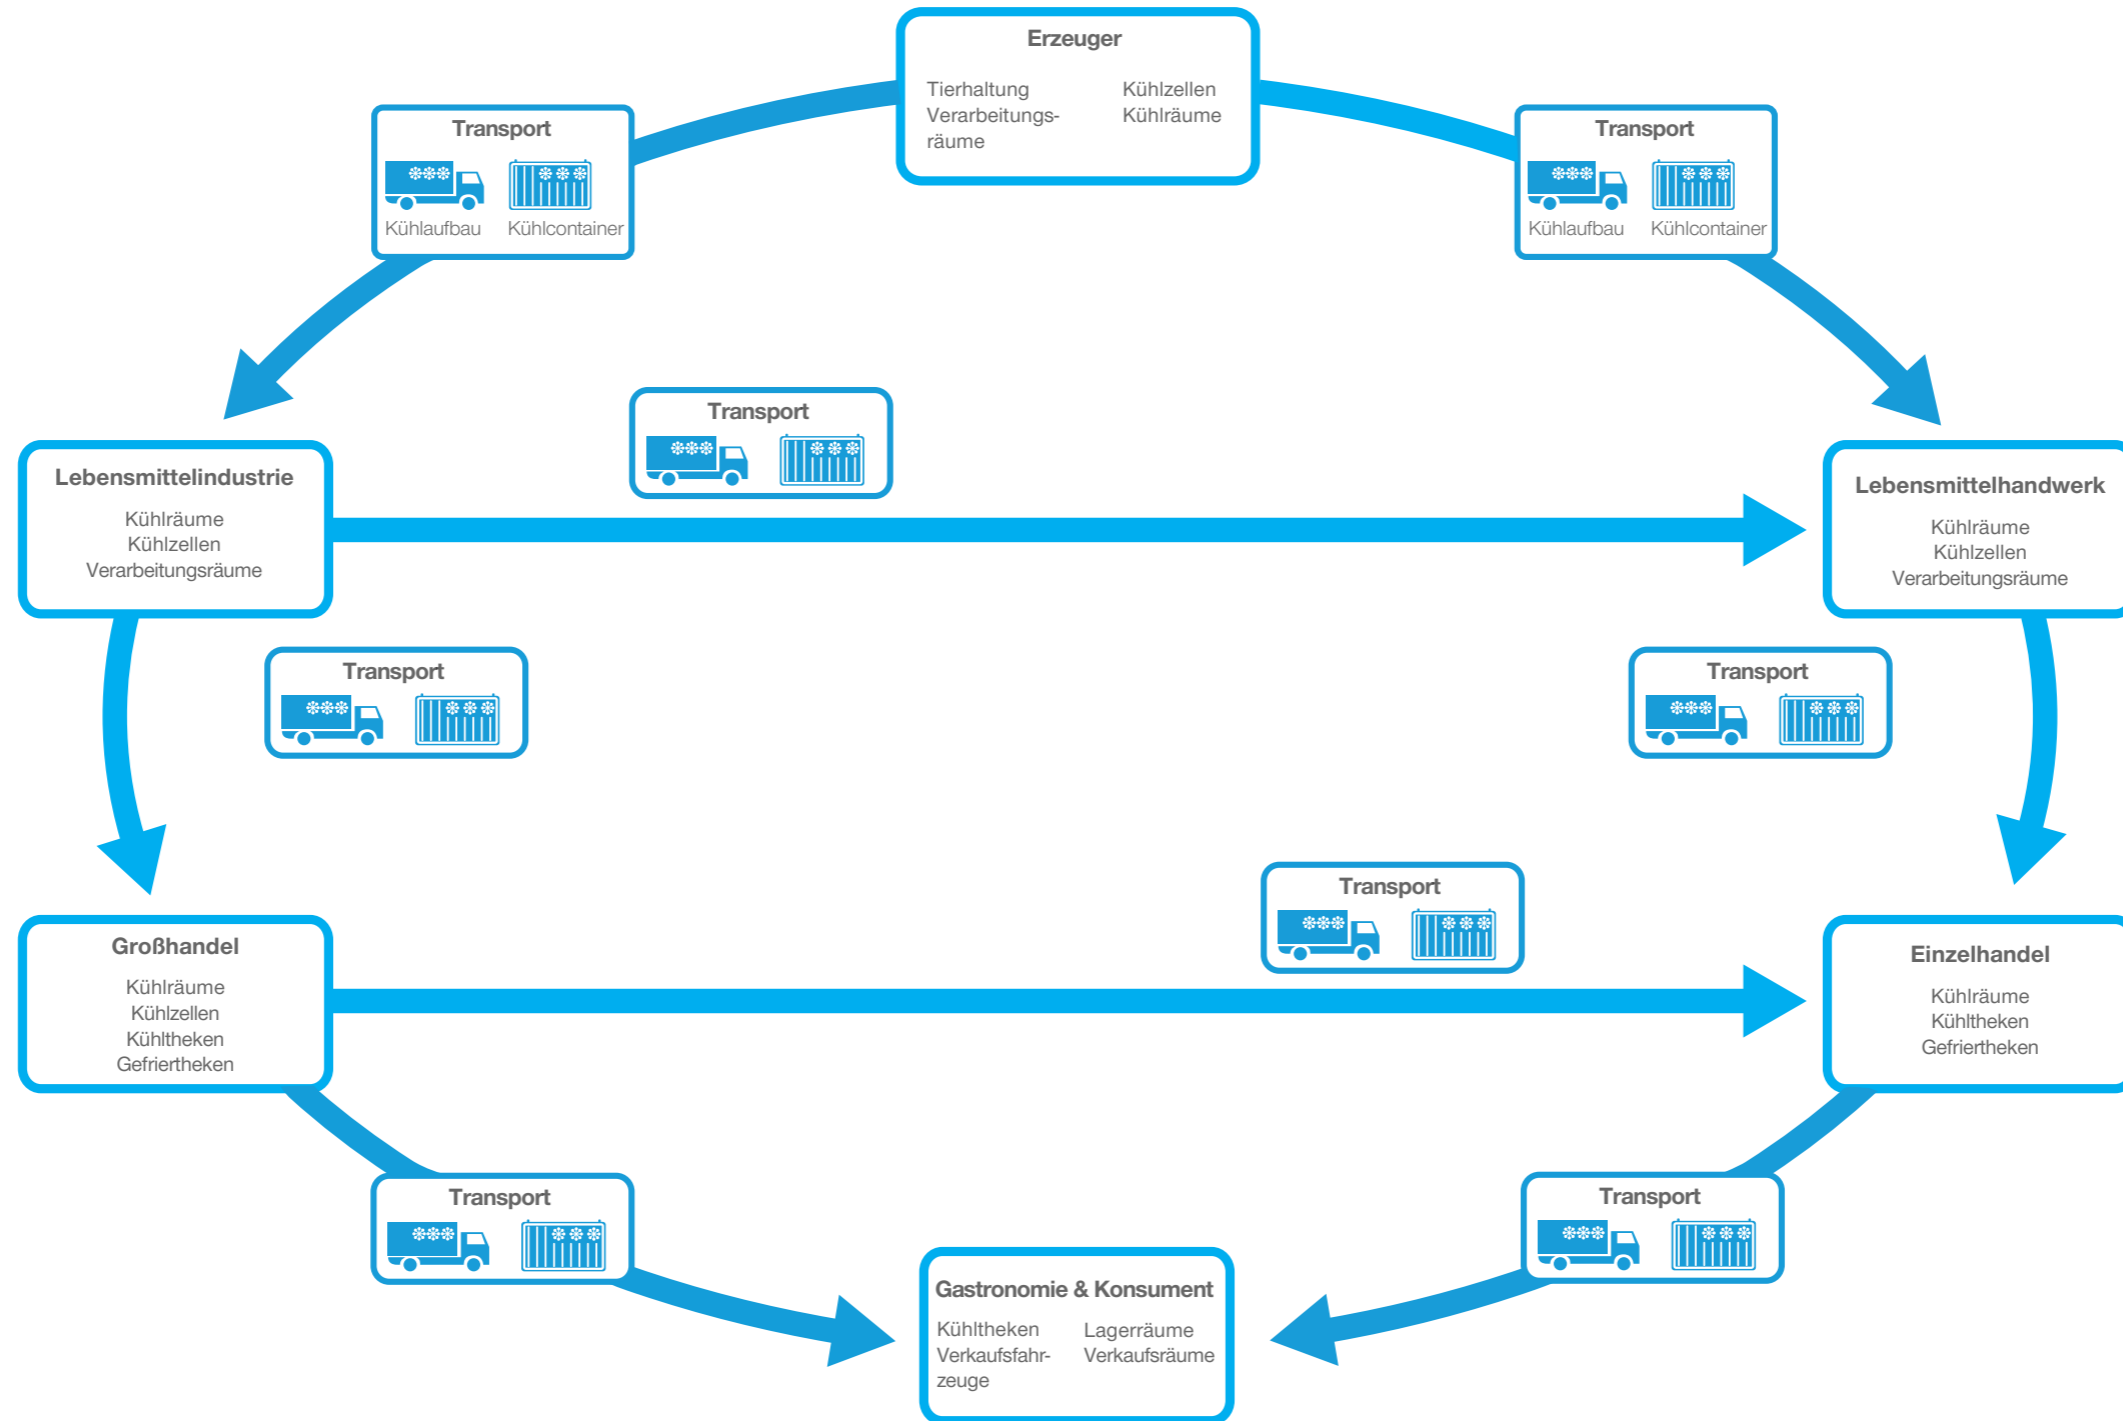 Erzeuger
Tierhaltung
Verarbeitungs-
räume
Kühlzellen
Kühlräume
Transport
Kühlaufbau
Kühlcontainer
Transport
Kühlaufbau
Kühlcontainer
Transport
Lebensmittelindustrie
Kühlräume
Kühlzellen
Verarbeitungsräume
Lebensmittelhandwerk
Kühlräume
Kühlzellen
Verarbeitungsräume
Transport
Transport
Transport
Großhandel
Kühlräume
Kühlzellen
Kühltheken
Gefriertheken
Einzelhandel
Kühlräume
Kühltheken
Gefriertheken
Transport
Transport
Gastronomie & Konsument
Kühltheken
Verkaufsfahr-
zeuge
Lagerräume
Verkaufsräume